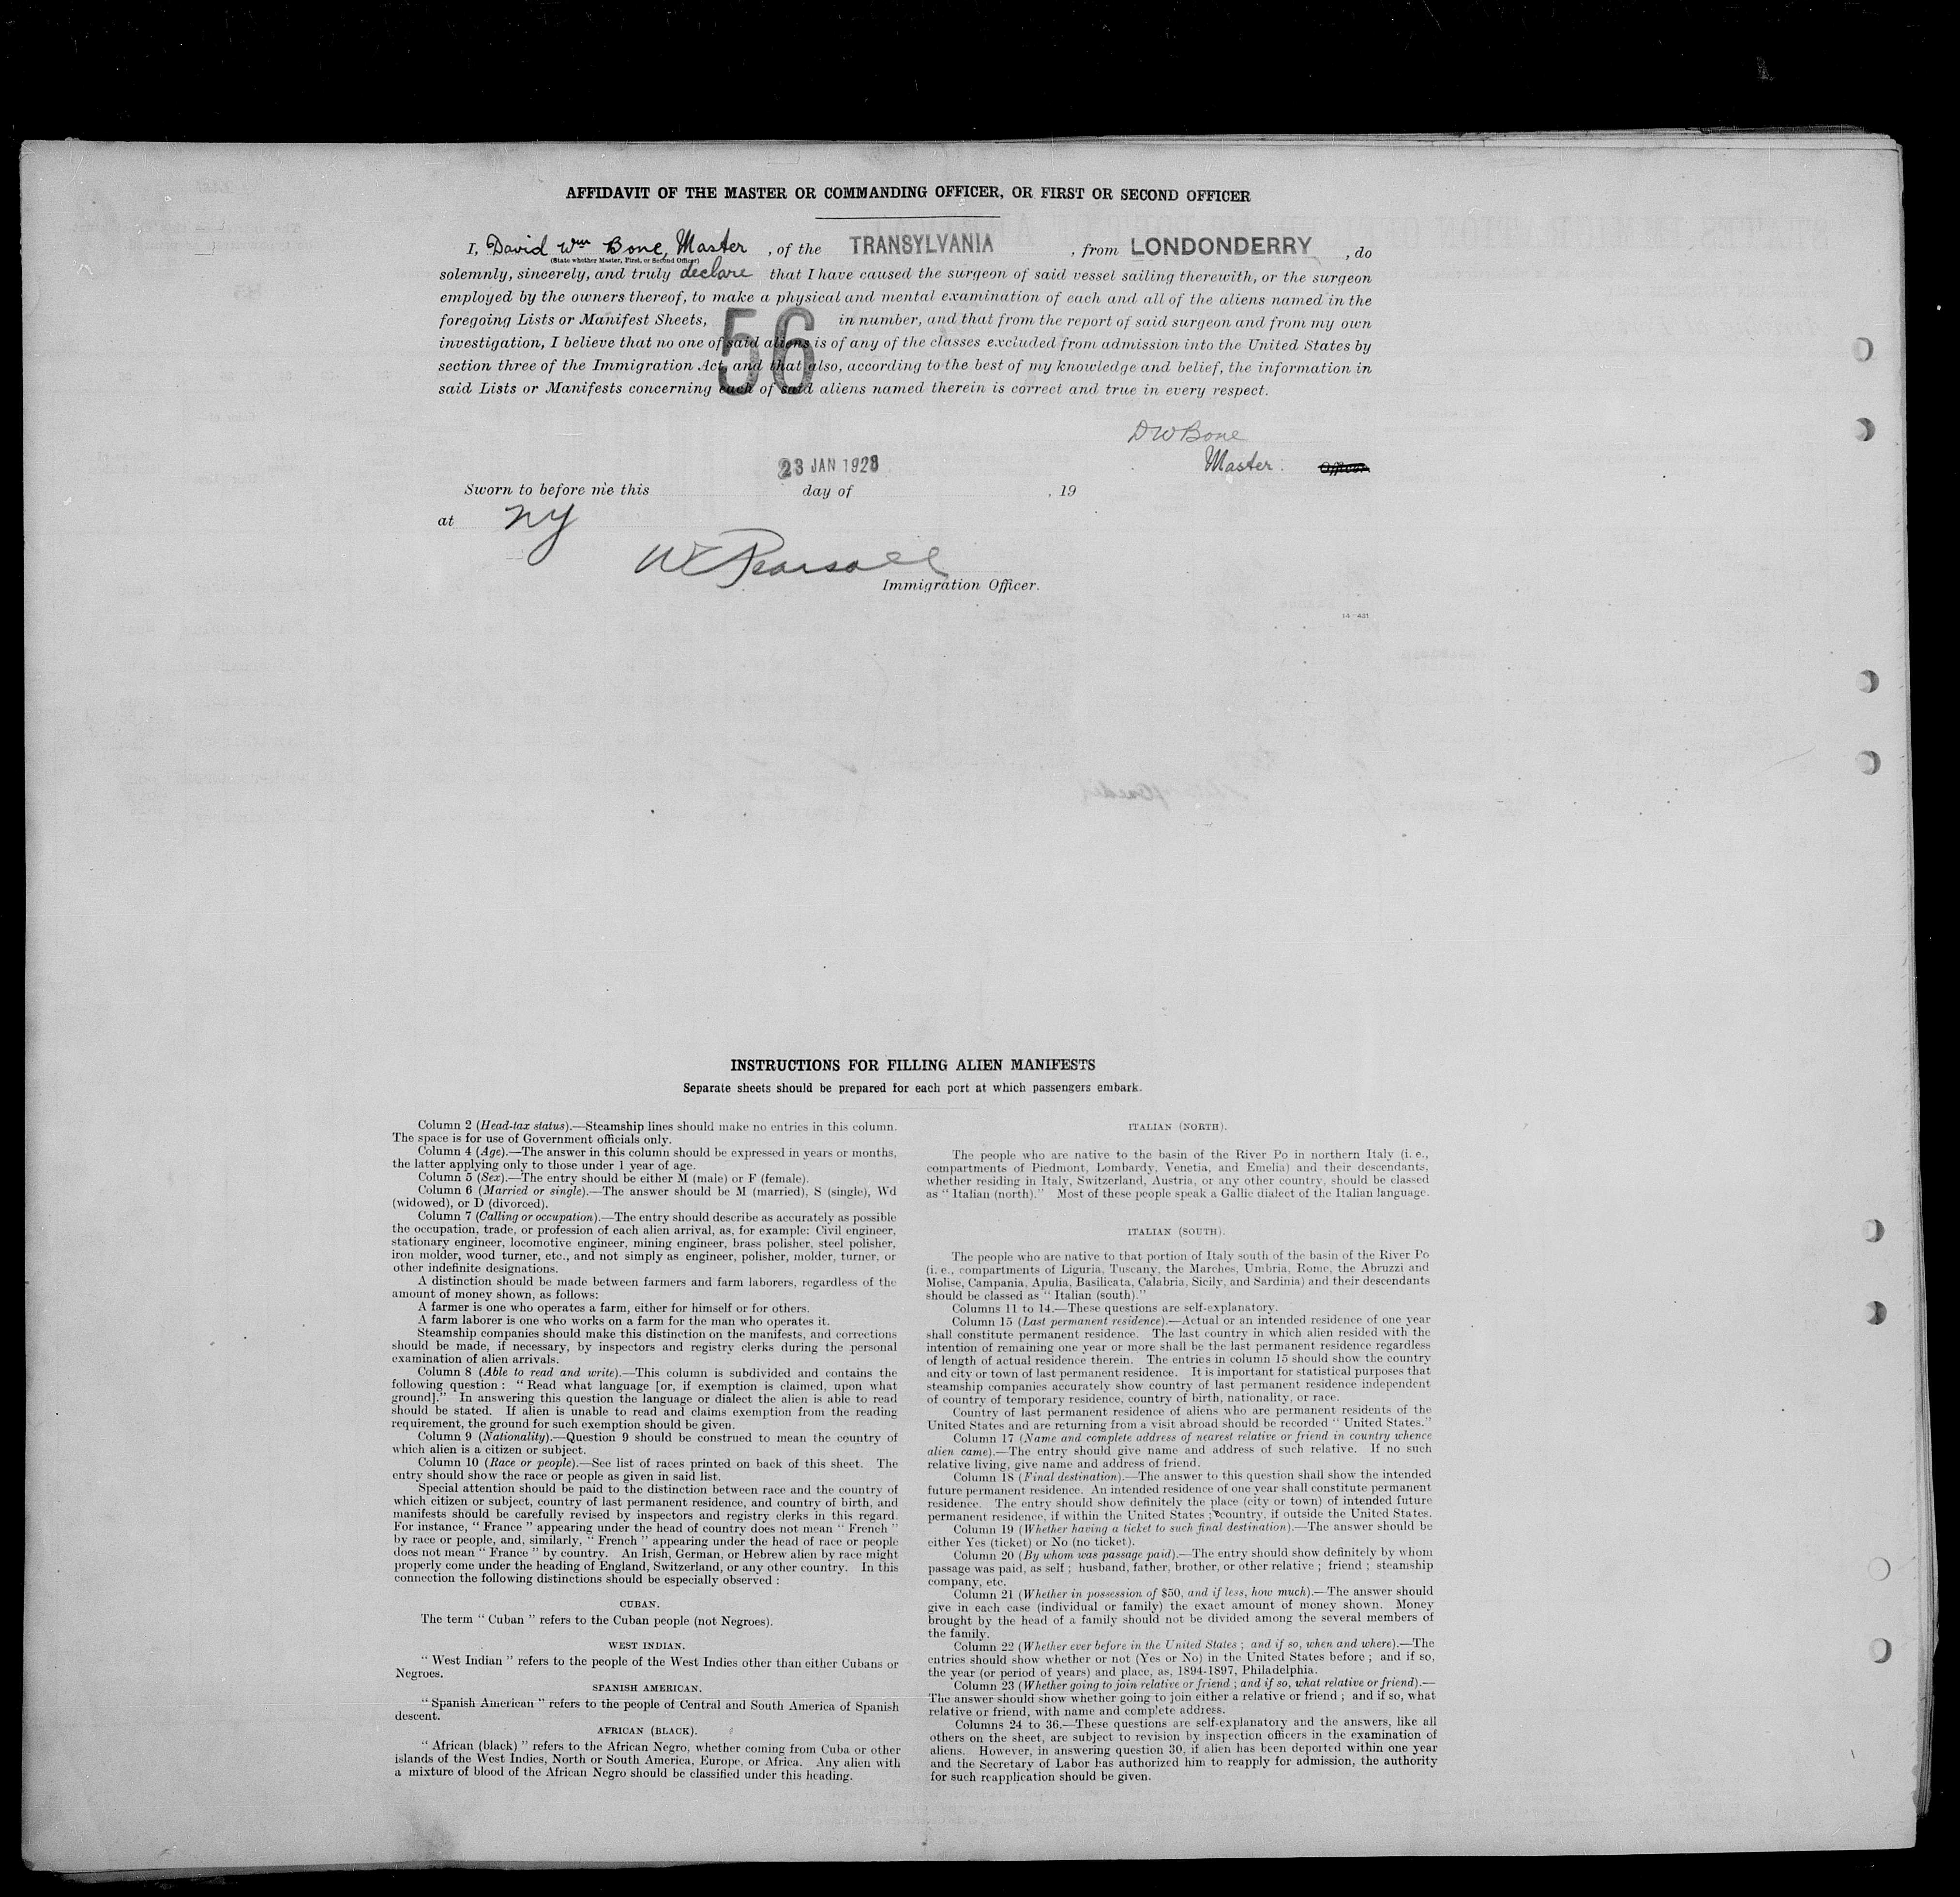 AFFIDAVIT OF THE MASTER OR COMMANDING OFFICER, OR FIRST OR SECOND OFFICER
I, David Wm Bone, Master , of the TRANSYLVANIA , from LONDONDERRY , do
(State whether Master, First, or Second Officer)
solemnly, sincerely, and truly declare that I have caused the surgeon of said vessel sailing therewith, or the surgeon
employed by the owners thereof, to make a physical and mental examination of each and all of the aliens named in the
foregoing Lists or Manifest Sheets, 56 in number, and that from the report of said surgeon and from my own
investigation, I believe that no one of said aliens is of any of the classes excluded from admission into the United States by
section three of the Immigration Act, and that also, according to the best of my knowledge and belief, the information in
said Lists or Manifests concerning each of said aliens named therein is correct and true in every respect.
DW Bone
Master. Officer.
23 JAN 1928
Sworn to before me this day of , 19
at NY
WE Pearsall
Immigration Officer.
14—431
INSTRUCTIONS FOR FILLING ALIEN MANIFESTS
Separate sheets should be prepared for each port at which passengers embark.
Column 2 (Head-tax status).—Steamship lines should make no entries in this column.
The space is for use of Government officials only.
Column 4 (Age).—The answer in this column should be expressed in years or months,
the latter applying only to those under 1 year of age.
Column 5 (Sex).—The entry should be either M (male) or F (female).
Column 6 (Married or single).—The answer should be M (married), S (single), Wd
(widowed), or D (divorced).
Column 7 (Calling or occupation).—The entry should describe as accurately as possible
the occupation, trade, or profession of each alien arrival, as, for example: Civil engineer,
stationary engineer, locomotive engineer, mining engineer, brass polisher, steel polisher,
iron molder, wood turner, etc., and not simply as engineer, polisher, molder, turner, or
other indefinite designations.
A distinction should be made between farmers and farm laborers, regardless of the
amount of money shown, as follows:
A farmer is one who operates a farm, either for himself or for others.
A farm laborer is one who works on a farm for the man who operates it.
Steamship companies should make this distinction on the manifests, and corrections
should be made, if necessary, by inspectors and registry clerks during the personal
examination of alien arrivals.
Column 8 (Able to read and write).—This column is subdivided and contains the
following question : “ Read what language [or, if exemption is claimed, upon what
ground].” In answering this question the language or dialect the alien is able to read
should be stated. If alien is unable to read and claims exemption from the reading
requirement, the ground for such exemption should be given.
Column 9 (Nationality).—Question 9 should be construed to mean the country of
which alien is a citizen or subject.
Column 10 (Race or people).—See list of races printed on back of this sheet. The
entry should show the race or people as given in said list.
Special attention should be paid to the distinction between race and the country of
which citizen or subject, country of last permanent residence, and country of birth, and
manifests should be carefully revised by inspectors and registry clerks in this regard.
For instance, “ France ” appearing under the head of country does not mean “ French ”
by race or people, and, similarly, “ French ” appearing under the head of race or people
does not mean “ France ” by country. An Irish, German, or Hebrew alien by race might
properly come under the heading of England, Switzerland, or any other country. In this
connection the following distinctions should be especially observed :
CUBAN.
The term “ Cuban ” refers to the Cuban people (not Negroes).
WEST INDIAN.
“ West Indian ” refers to the people of the West Indies other than either Cubans or
Negroes.
SPANISH AMERICAN.
“ Spanish American ” refers to the people of Central and South America of Spanish
descent.
AFRICAN (BLACK).
“ African (black) ” refers to the African Negro, whether coming from Cuba or other
islands of the West Indies, North or South America, Europe, or Africa. Any alien with
a mixture of blood of the African Negro should be classified under this heading.
ITALIAN (NORTH).
The people who are native to the basin of the River Po in northern Italy (i. e.,
compartments of Piedmont, Lombardy, Venetia, and Emelia) and their descendants,
whether residing in Italy, Switzerland, Austria, or any other country, should be classed
as “ Italian (north).” Most of these people speak a Gallic dialect of the Italian language.
ITALIAN (SOUTH).
The people who are native to that portion of Italy south of the basin of the River Po
(i. e., compartments of Liguria, Tuscany, the Marches, Umbria, Rome, the Abruzzi and
Molise, Campania, Apulia, Basilicata, Calabria, Sicily, and Sardinia) and their descendants
should be classed as “ Italian (south).”
Columns 11 to 14.—These questions are self-explanatory.
Column 15 (Last permanent residence).—Actual or an intended residence of one year
shall constitute permanent residence. The last country in which alien resided with the
intention of remaining one year or more shall be the last permanent residence regardless
of length of actual residence therein. The entries in column 15 should show the country
and city or town of last permanent residence. It is important for statistical purposes that
steamship companies accurately show country of last permanent residence independent
of country of temporary residence, country of birth, nationality, or race.
Country of last permanent residence of aliens who are permanent residents of the
United States and are returning from a visit abroad should be recorded “ United States.”
Column 17 (Name and complete address of nearest relative or friend in country whence
alien came).—The entry should give name and address of such relative. If no such
relative living, give name and address of friend.
Column 18 (Final destination).—The answer to this question shall show the intended
future permanent residence. An intended residence of one year shall constitute permanent
residence. The entry should show definitely the place (city or town) of intended future
permanent residence, if within the United States ; country, if outside the United States.
Column 19 (Whether having a ticket to such final destination).—The answer should be
either Yes (ticket) or No (no ticket).
Column 20 (By whom was passage paid).—The entry should show definitely by whom
passage was paid, as self ; husband, father, brother, or other relative ; friend ; steamship
company, etc.
Column 21 (Whether in possession of $50, and if less, how much).—The answer should
give in each case (individual or family) the exact amount of money shown. Money
brought by the head of a family should not be divided among the several members of
the family.
Column 22 (Whether ever before in the United States ; and if so, when and where).—The
entries should show whether or not (Yes or No) in the United States before ; and if so,
the year (or period of years) and place, as, 1894-1897, Philadelphia.
Column 23 (Whether going to join relative or friend ; and if so, what relative or friend).—
The answer should show whether going to join either a relative or friend ; and if so, what
relative or friend, with name and complete address.
Columns 24 to 36.—These questions are self-explanatory and the answers, like all
others on the sheet, are subject to revision by inspection officers in the examination of
aliens. However, in answering question 30, if alien has been deported within one year
and the Secretary of Labor has authorized him to reapply for admission, the authority
for such reapplication should be given.